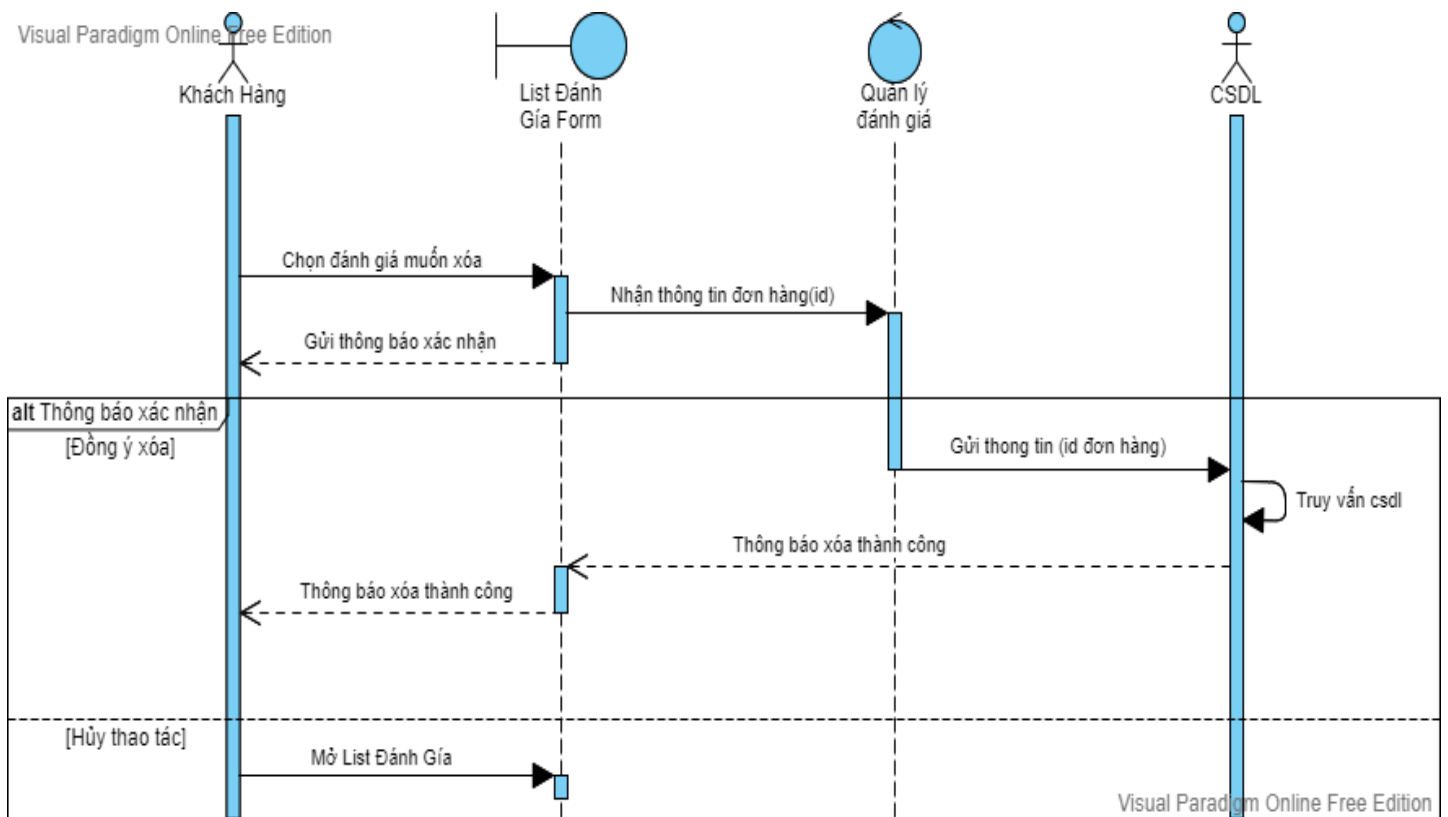 Visual Paradigm Online Free Edition
Khách Hàng
List Đánh
Gía Form
Quản lý
đánh giá
CSDL
Chọn đánh giá muốn xóa
Nhận thông tin đơn hàng(id)
Gửi thông báo xác nhận
alt Thông báo xác nhận
[Đồng ý xóa]
Gửi thong tin (id đơn hàng)
Truy vấn csdl
Thông báo xóa thành công
Thông báo xóa thành công
[Hủy thao tác]
Mở List Đánh Gía
Visual Paradigm Online Free Edition